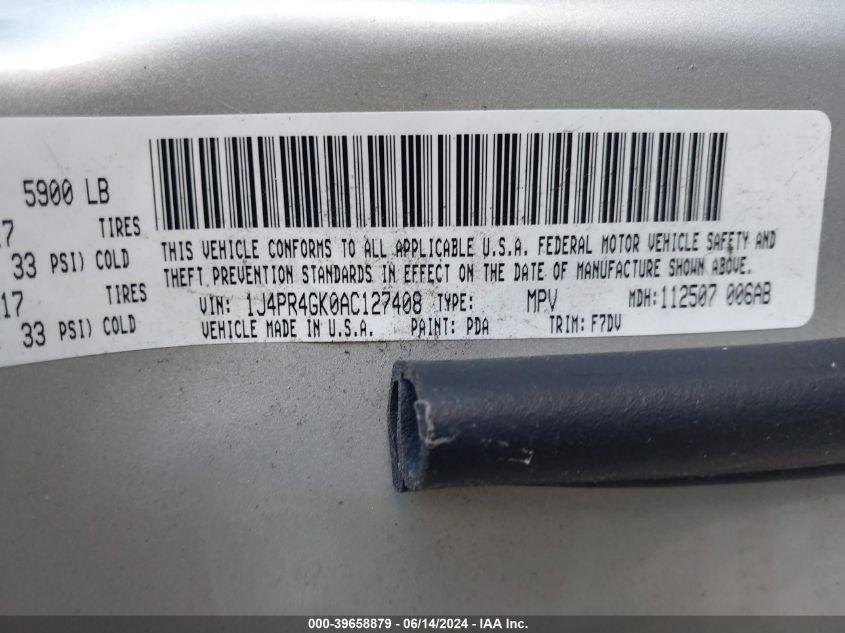 5900 LB
17 TIRES
33 PSI) COLD
17 TIRES
33 PSI) COLD
THIS VEHICLE CONFORMS TO ALL APPLICABLE U.S.A. FEDERAL MOTOR VEHICLE SAFETY AND
THEFT PREVENTION STANDARDS IN EFFECT ON THE DATE OF MANUFACTURE SHOWN ABOVE.
VIN: 1J4PR4GK0AC127408 TYPE: MPV MDH:112507 006AB
VEHICLE MADE IN U.S.A. PAINT: PDA TRIM: F7DV
000-39658879 - 06/14/2024 - IAA Inc.